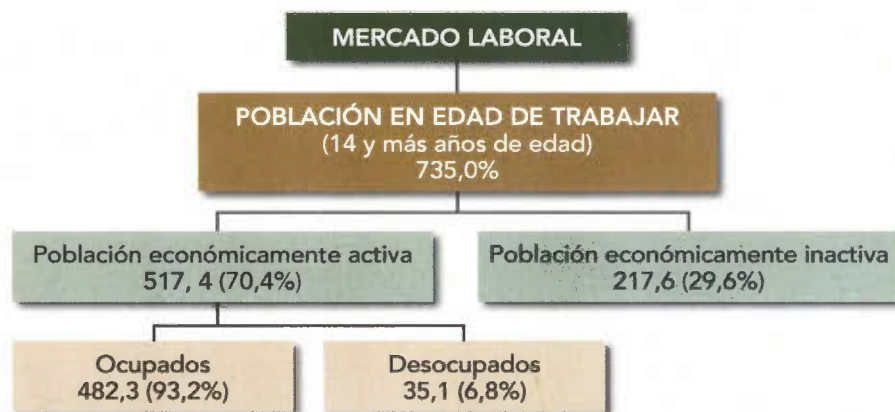 MERCADO LABORAL
POBLACIÓN EN EDAD DE TRABAJAR
(14 y más años de edad)
735,0%
Población económicamente activa
517, 4 (70,4%)
Población económicamente inactiva
217,6 (29,6%)
Ocupados
482,3 (93,2%)
Desocupados
35,1 (6,8%)